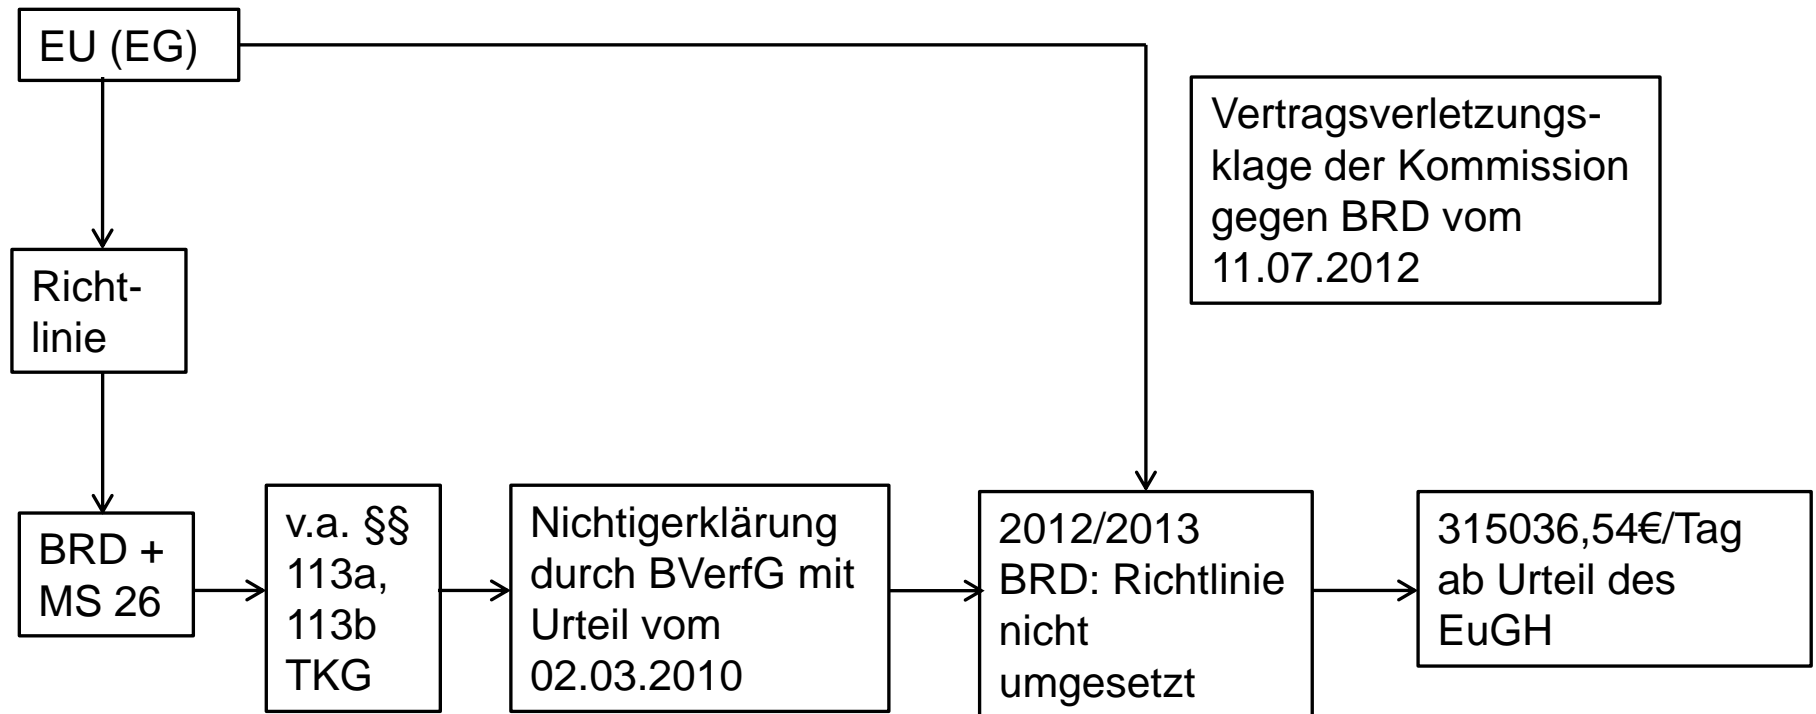 EU (EG)
Vertragsverletzungs-
klage der Kommission
gegen BRD vom
11.07.2012
Richt-
linie
BRD +
MS 26
v.a. §§
113a,
113b
TKG
Nichtigerklärung
durch BVerfG mit
Urteil vom
02.03.2010
2012/2013
BRD: Richtlinie
nicht
umgesetzt
315036,54€/Tag
ab Urteil des
EuGH